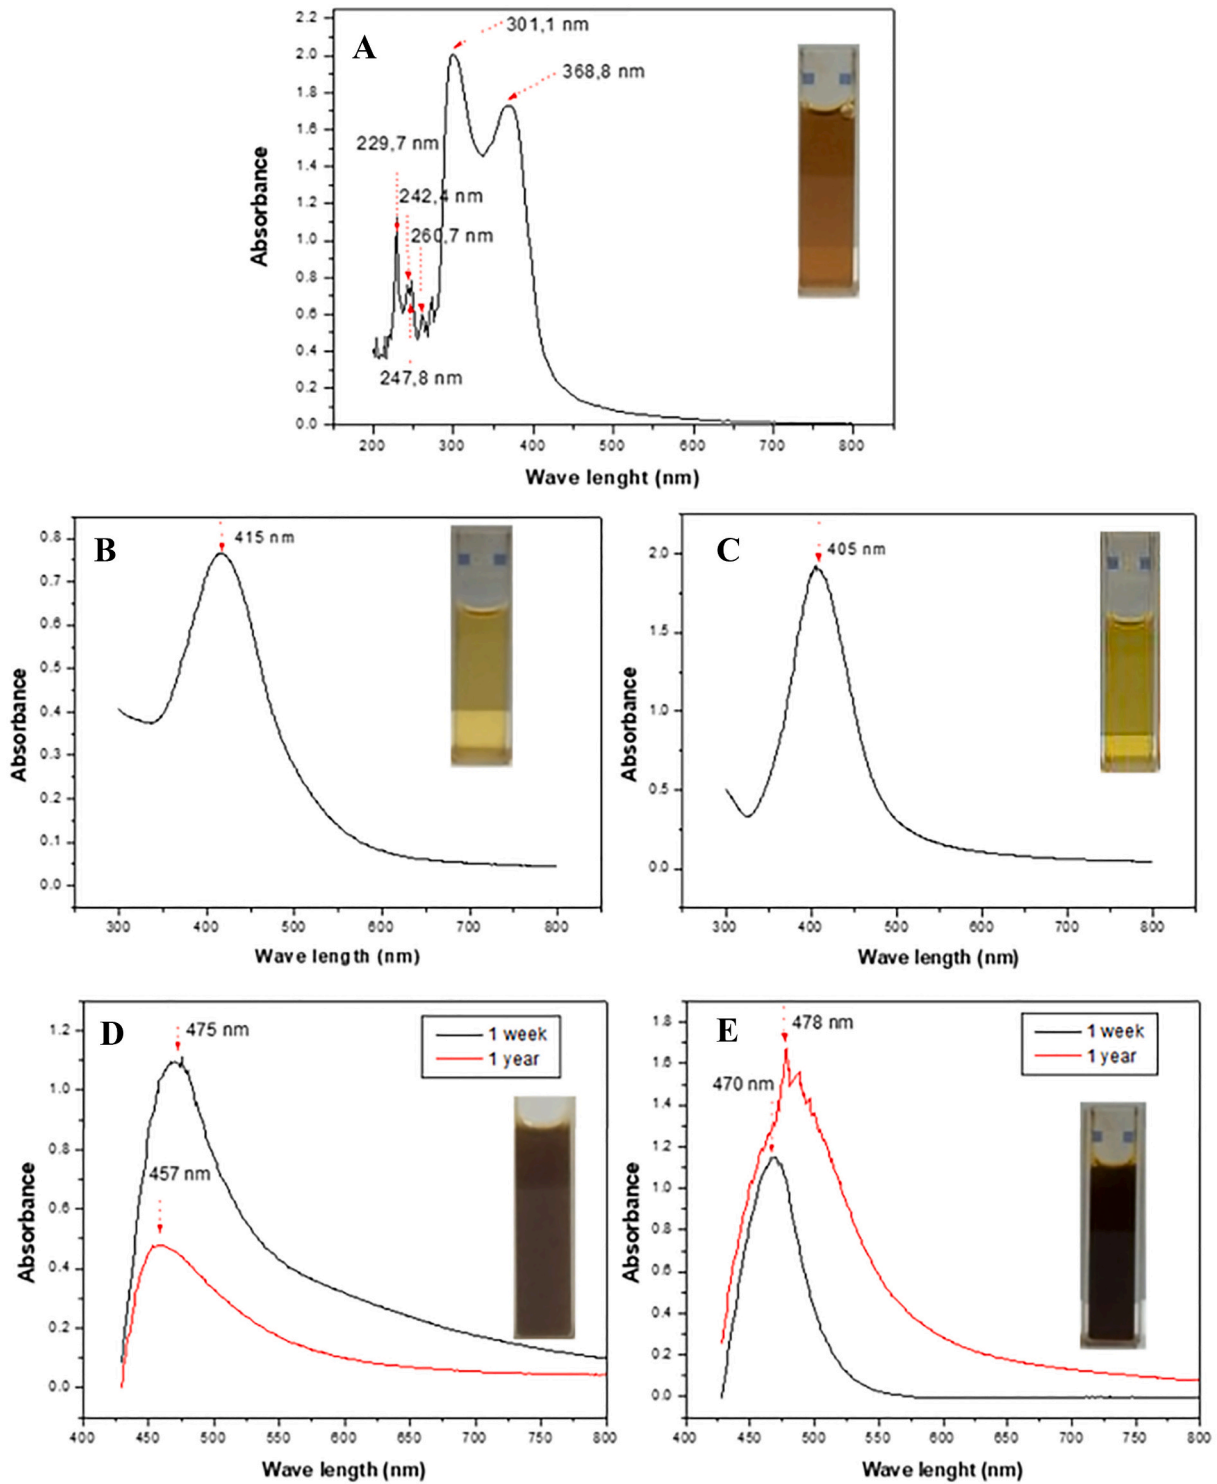 A
301,1 nm
368,8 nm
229,7 nm
242,4 nm
260,7 nm
247,8 nm
2.2
2.0
1.8
1.6
1.4
1.2
1.0
0.8
0.6
0.4
0.2
0.0
Absorbance
200 300 400 500 600 700 800
Wave lenght (nm)
B
415 nm
0.8
0.7
0.6
0.5
0.4
0.3
0.2
0.1
0.0
Absorbance
300 400 500 600 700 800
Wave length (nm)
C
405 nm
2.0
1.5
1.0
0.5
0.0
Absorbance
300 400 500 600 700 800
Wave length (nm)
D
475 nm
457 nm
1 week
1 year
1.2
1.0
0.8
0.6
0.4
0.2
0.0
Absorbance
400 450 500 550 600 650 700 750 800
Wave length (nm)
E
478 nm
470 nm
1 week
1 year
1.8
1.6
1.4
1.2
1.0
0.8
0.6
0.4
0.2
0.0
Absorbance
400 450 500 550 600 650 700 750 800
Wave lenght (nm)